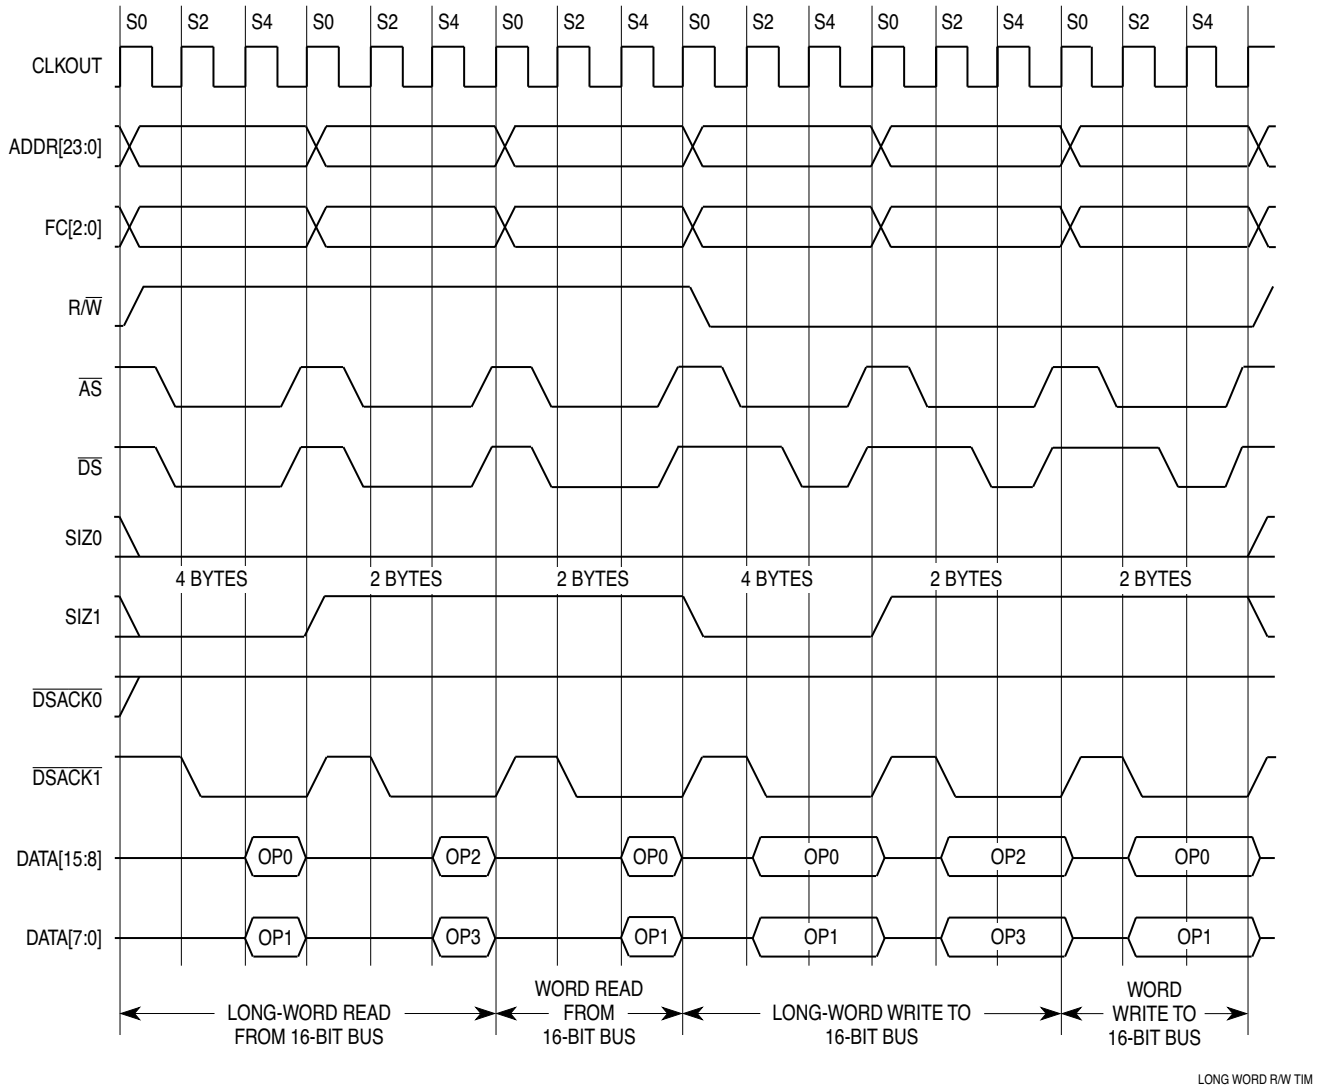 S0 S2 S4 S0 S2 S4 S0 S2 S4 S0 S2 S4 S0 S2 S4 S0 S2 S4
CLKOUT
ADDR[23:0]
FC[2:0]
R/W
AS
DS
SIZ0
4 BYTES 2 BYTES 2 BYTES 4 BYTES 2 BYTES 2 BYTES
SIZ1
DSACK0
DSACK1
DATA[15:8] OP0 OP2 OP0 OP0 OP2 OP0
DATA[7:0] OP1 OP3 OP1 OP1 OP3 OP1
LONG-WORD READ
FROM 16-BIT BUS
WORD READ
FROM
16-BIT BUS
LONG-WORD WRITE TO
16-BIT BUS
WORD
WRITE TO
16-BIT BUS
LONG WORD R/W TIM